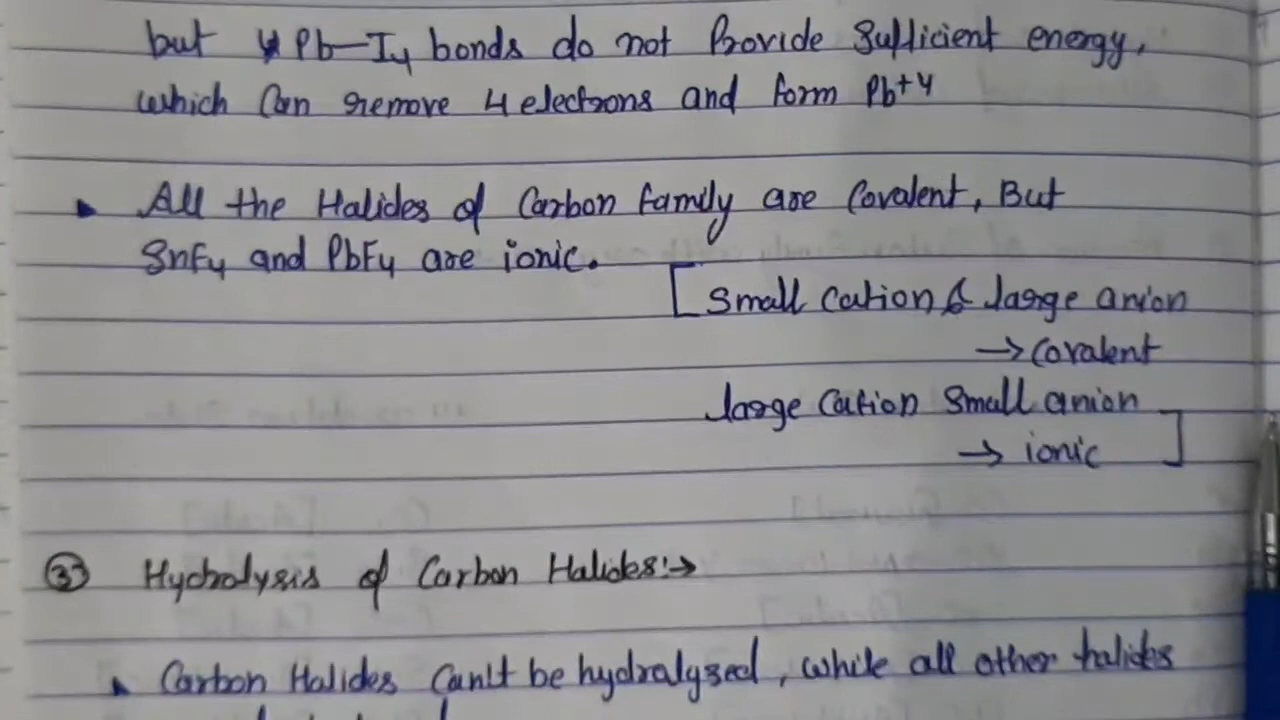 but 4 Pb-I4 bonds do not Provide Sufficient energy,
which Can remove 4 electrons and form Pb+4
▸ All the Halides of Carbon family are Covalent, But
SnF4 and PbF4 are ionic.
[Small cation & large anion
→ Covalent
large Cation Small anion
→ ionic]
③ Hydrolysis of Carbon Halides:→
▸ Carbon Halides Can't be hydralyzed, while all other halides